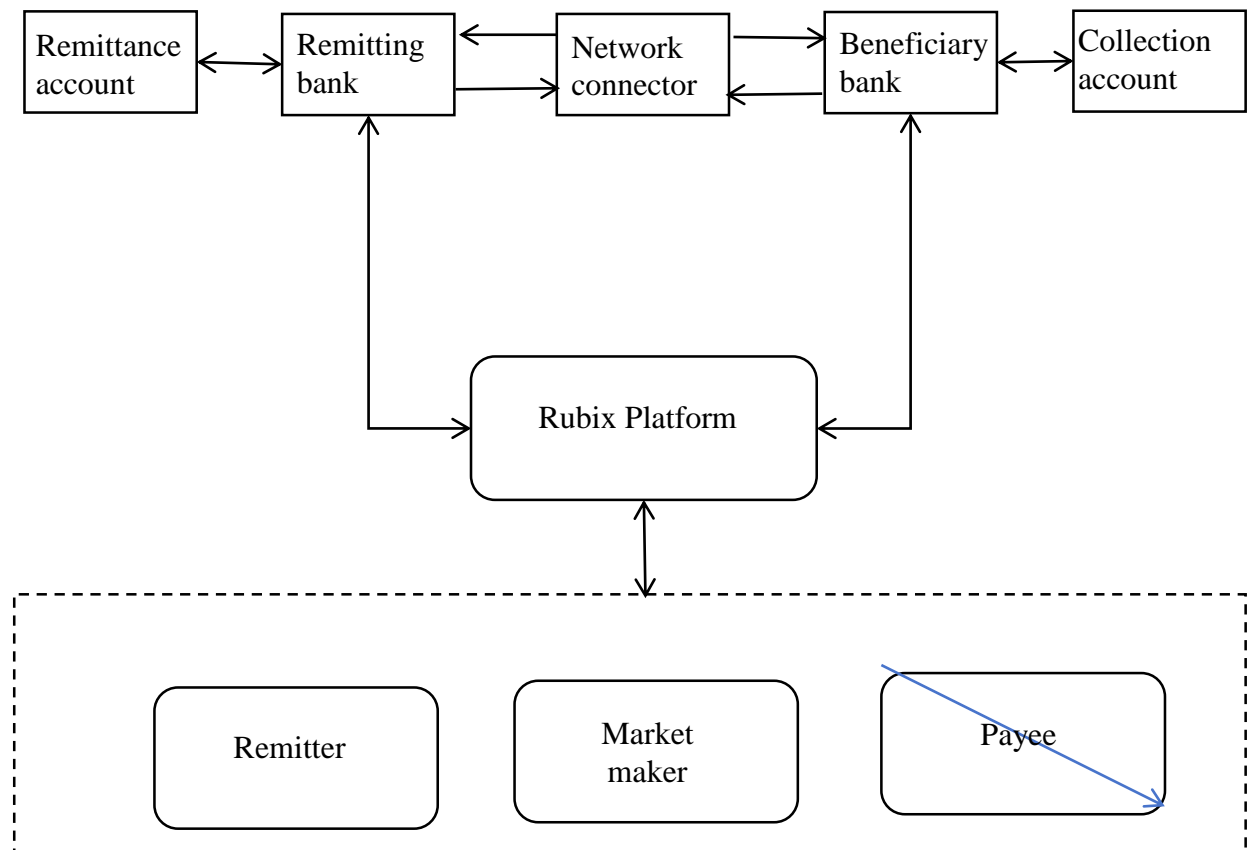 Remittance
account
Remitting
bank
Network
connector
Beneficiary
bank
Collection
account
Rubix Platform
Remitter
Market
maker
Payee